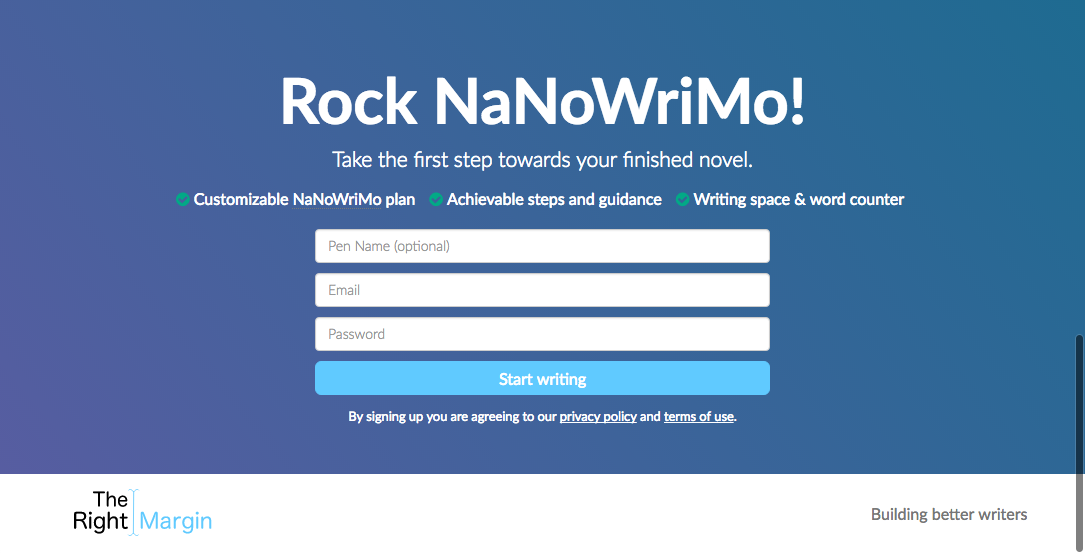 Rock NaNoWriMo!
Take the first step towards your finished novel.
Customizable NaNoWriMo plan Achievable steps and guidance Writing space & word counter
Pen Name (optional)
Email
Password
Start writing
By signing up you are agreeing to our privacy policy and terms of use.
The
Right Margin
Building better writers